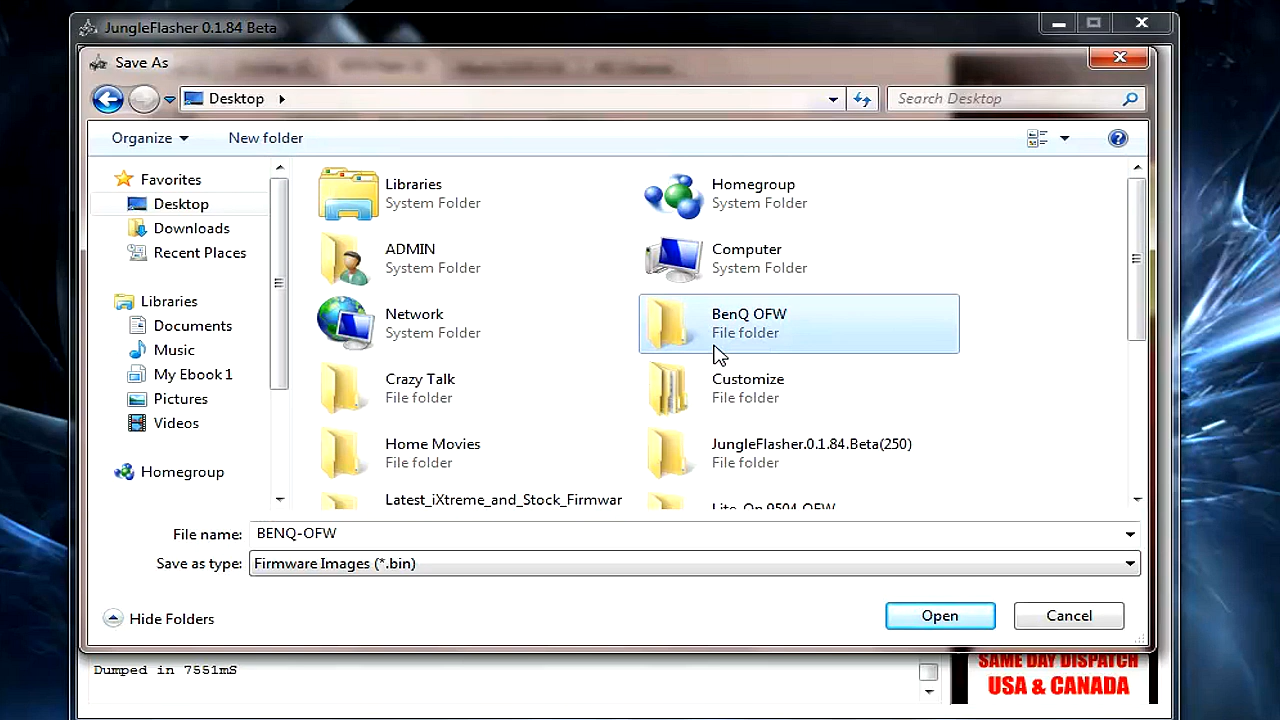 JungleFlasher 0.1.84 Beta
Save As
Desktop
Search Desktop
Organize
New folder
Favorites
Desktop
Downloads
Recent Places
Libraries
Documents
Music
My Ebook 1
Pictures
Videos
Homegroup
Libraries
System Folder
Homegroup
System Folder
ADMIN
System Folder
Computer
System Folder
Network
System Folder
BenQ OFW
File folder
Crazy Talk
File folder
Customize
File folder
Home Movies
File folder
JungleFlasher.0.1.84.Beta(250)
File folder
Latest_iXtreme_and_Stock_Firmwar
Lite-On 9504 OFW
File name: BENQ-OFW
Save as type: Firmware Images (*.bin)
Hide Folders
Open
Cancel
Dumped in 7551mS
SAME DAY DISPATCH
USA & CANADA